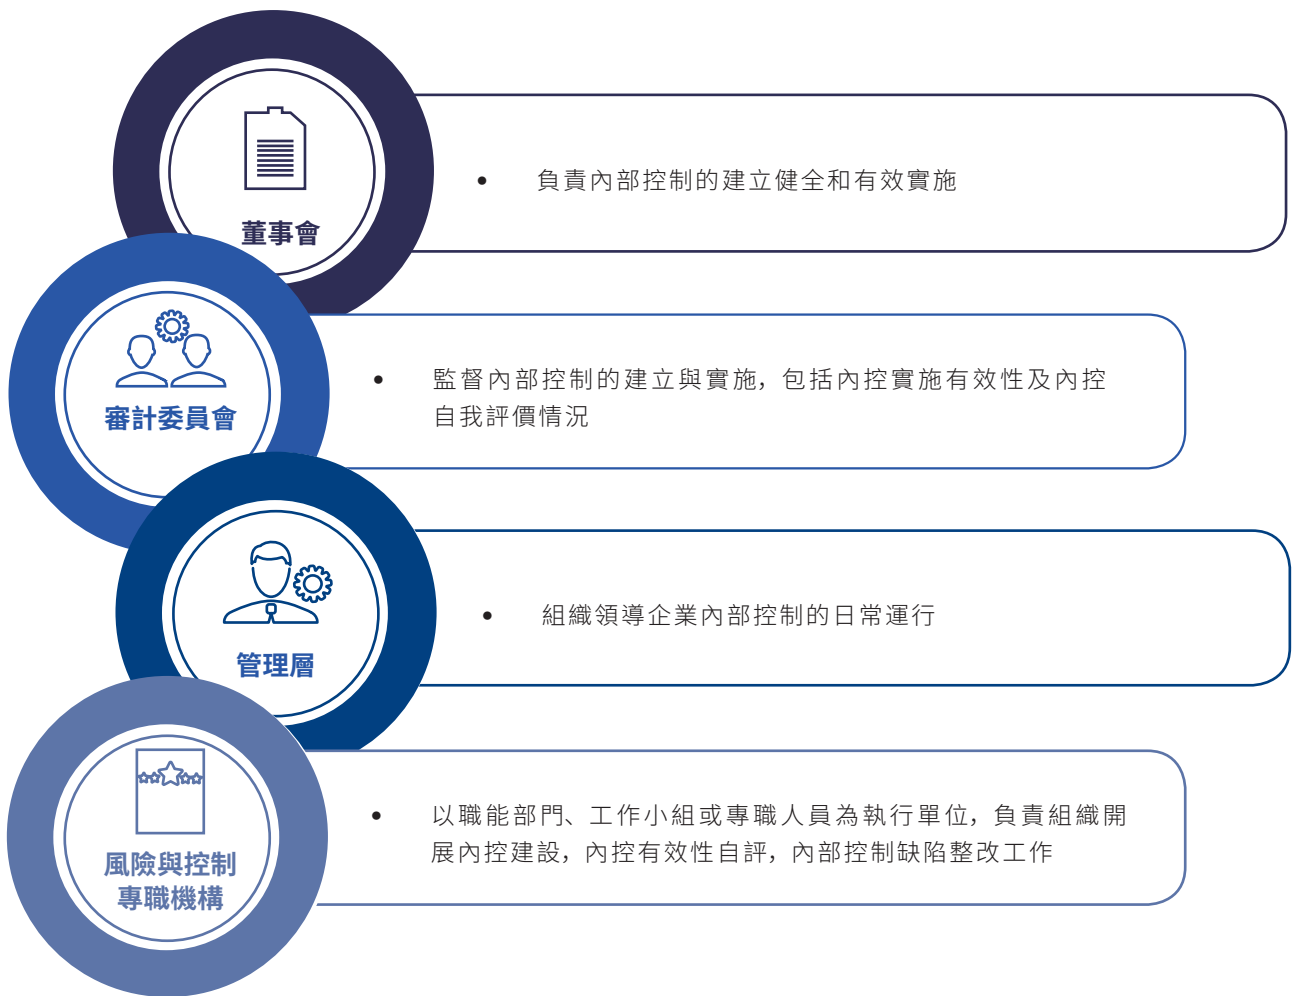 董事會
• 負責內部控制的建立健全和有效實施
審計委員會
• 監督內部控制的建立與實施，包括內控實施有效性及內控
自我評價情況
管理層
• 組織領導企業內部控制的日常運行
風險與控制
專職機構
• 以職能部門、工作小組或專職人員為執行單位，負責組織開
展內控建設，內控有效性自評，內部控制缺陷整改工作